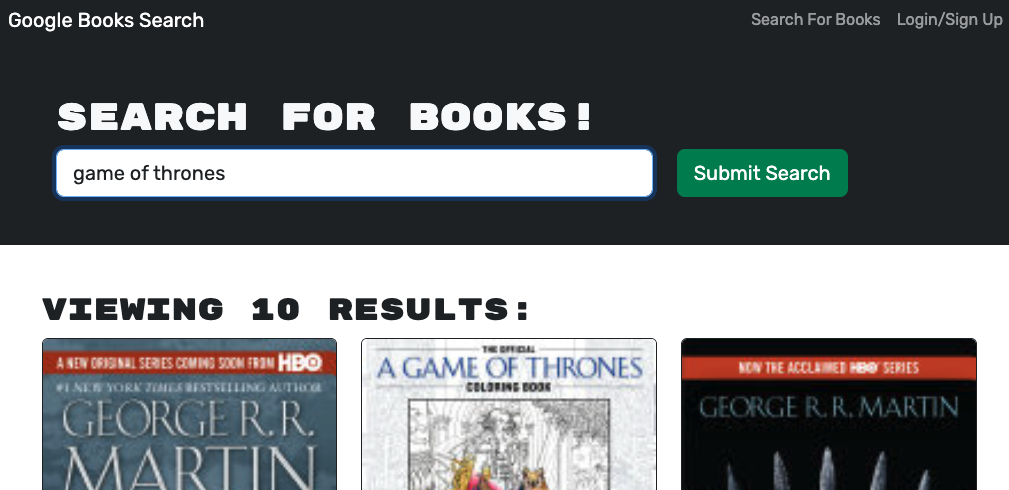 Google Books Search
Search For Books
Login/Sign Up
SEARCH FOR BOOKS!
game of thrones
Submit Search
VIEWING 10 RESULTS:
A NEW ORIGINAL SERIES COMING SOON FROM HBO
#1 NEW YORK TIMES BESTSELLING AUTHOR
GEORGE R.R.
MARTIN
THE OFFICIAL
A GAME OF THRONES
COLORING BOOK
NOW THE ACCLAIMED HBO SERIES
GEORGE R. R. MARTIN